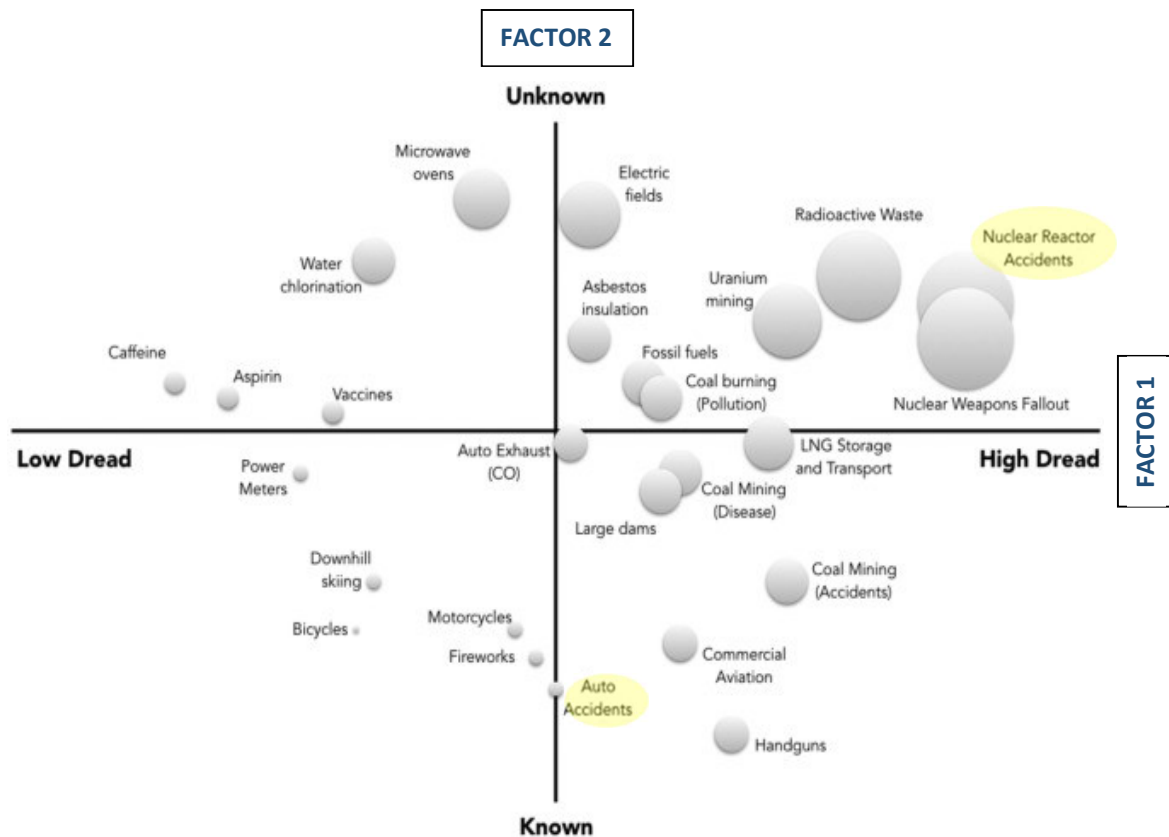 FACTOR 2
Unknown
Microwave
ovens
Electric
fields
Radioactive Waste
Nuclear Reactor
Accidents
Water
chlorination
Asbestos
insulation
Uranium
mining
Caffeine
Aspirin
Vaccines
Fossil fuels
Coal burning
(Pollution)
Nuclear Weapons Fallout
FACTOR 1
Low Dread
High Dread
Power
Meters
Auto Exhaust
(CO)
LNG Storage
and Transport
Coal Mining
(Disease)
Large dams
Downhill
skiing
Coal Mining
(Accidents)
Bicycles
Motorcycles
Fireworks
Commercial
Aviation
Auto
Accidents
Handguns
Known